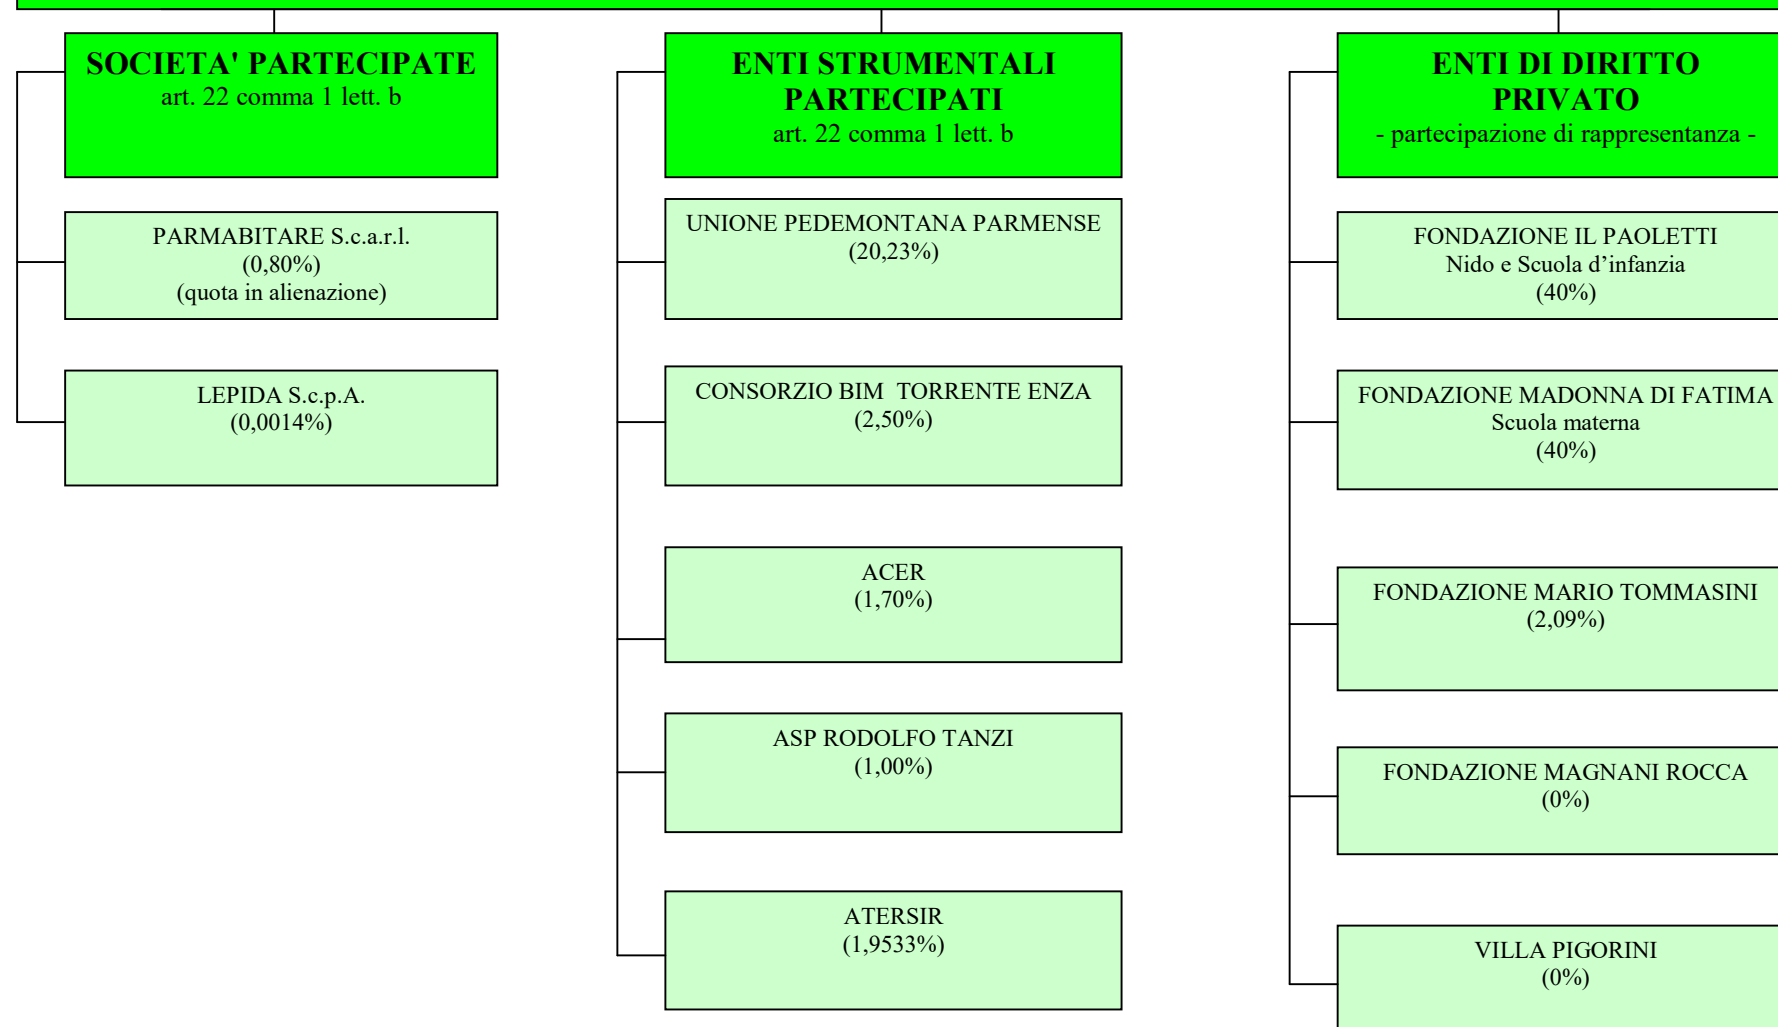 SOCIETA' PARTECIPATE
art. 22 comma 1 lett. b
PARMABITARE S.c.a.r.l.
(0,80%)
(quota in alienazione)
LEPIDA S.c.p.A.
(0,0014%)
ENTI STRUMENTALI
PARTECIPATI
art. 22 comma 1 lett. b
UNIONE PEDEMONTANA PARMENSE
(20,23%)
CONSORZIO BIM  TORRENTE ENZA
(2,50%)
ACER
(1,70%)
ASP RODOLFO TANZI
(1,00%)
ATERSIR
(1,9533%)
ENTI DI DIRITTO
PRIVATO
- partecipazione di rappresentanza -
FONDAZIONE IL PAOLETTI
Nido e Scuola d’infanzia
(40%)
FONDAZIONE MADONNA DI FATIMA
Scuola materna
(40%)
FONDAZIONE MARIO TOMMASINI
(2,09%)
FONDAZIONE MAGNANI ROCCA
(0%)
VILLA PIGORINI
(0%)